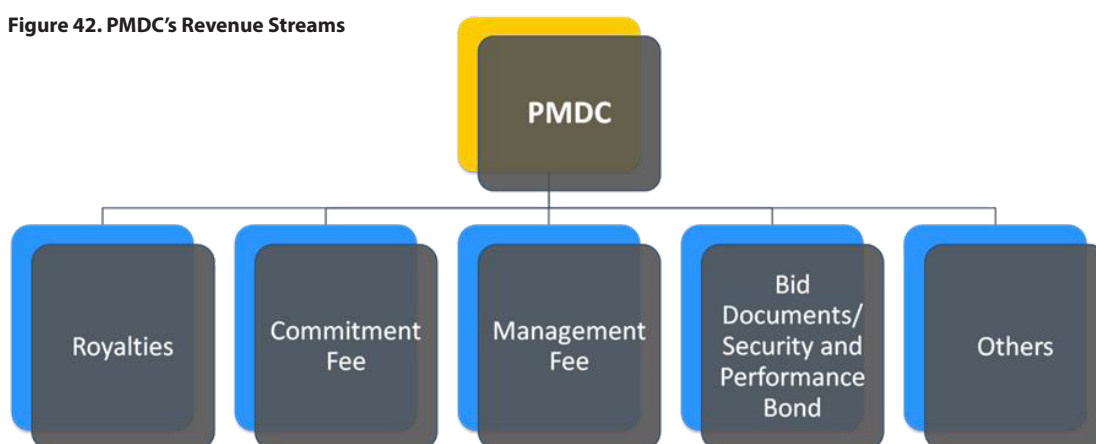 Figure 42. PMDC’s Revenue Streams
PMDC
Royalties
Commitment
Fee
Management
Fee
Bid
Documents/
Security and
Performance
Bond
Others